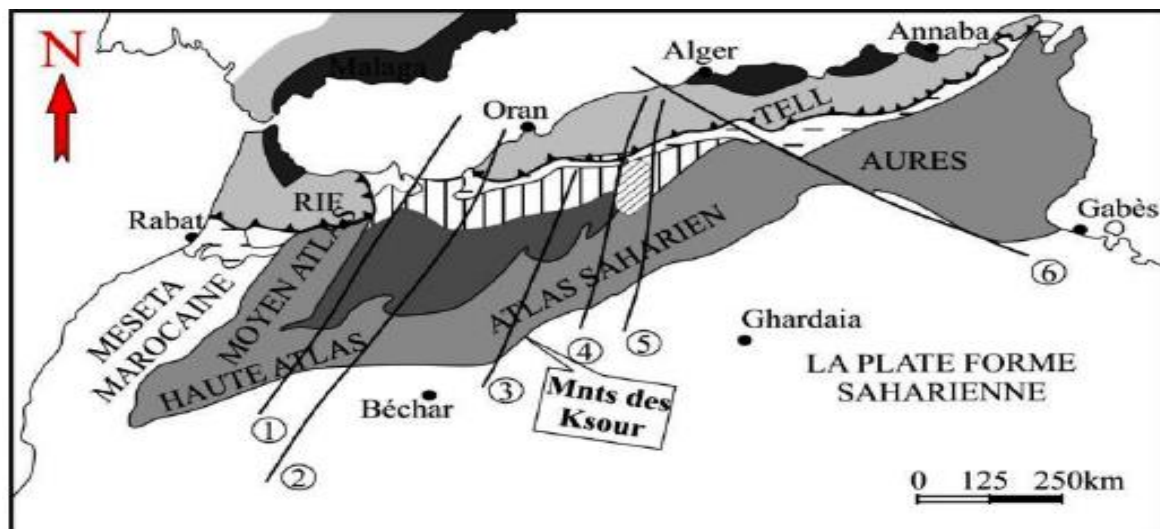 N
Malaga
Oran
Alger
Annaba
TELL
RIF
Rabat
AURES
Gabès
MESETA
MAROCAINE
MOYEN ATLAS
HAUTE ATLAS
ATLAS SAHARIEN
Béchar
Mnts des
Ksour
Ghardaia
LA PLATE FORME
SAHARIENNE
1
2
3
4
5
6
0 125 250km